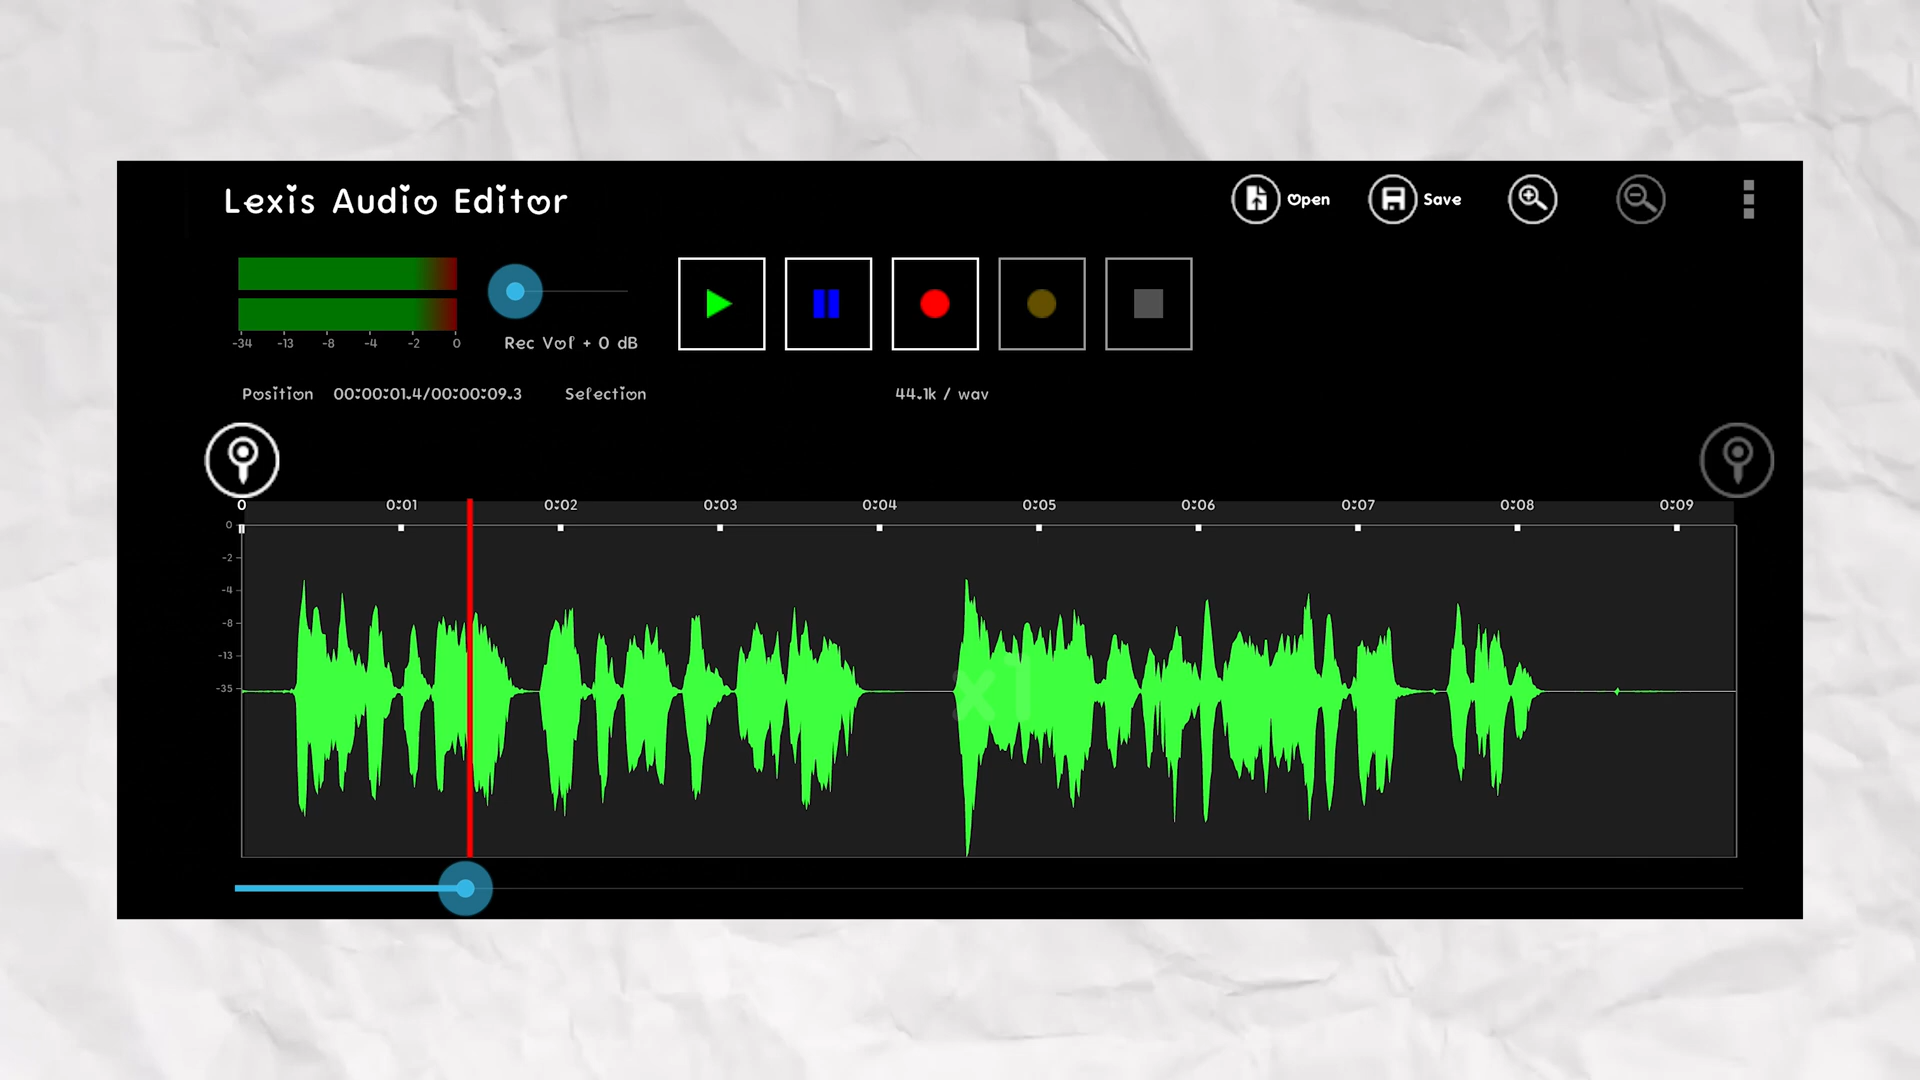 Lexis Audio Editor
Open
Save
-34 -13 -8 -4 -2 0
Rec Vol + 0 dB
Position 00:00:01.4/00:00:09.3 Selection 44.1k / wav
0 0:01 0:02 0:03 0:04 0:05 0:06 0:07 0:08 0:09
0
-2
-4
-8
-13
-35
x1